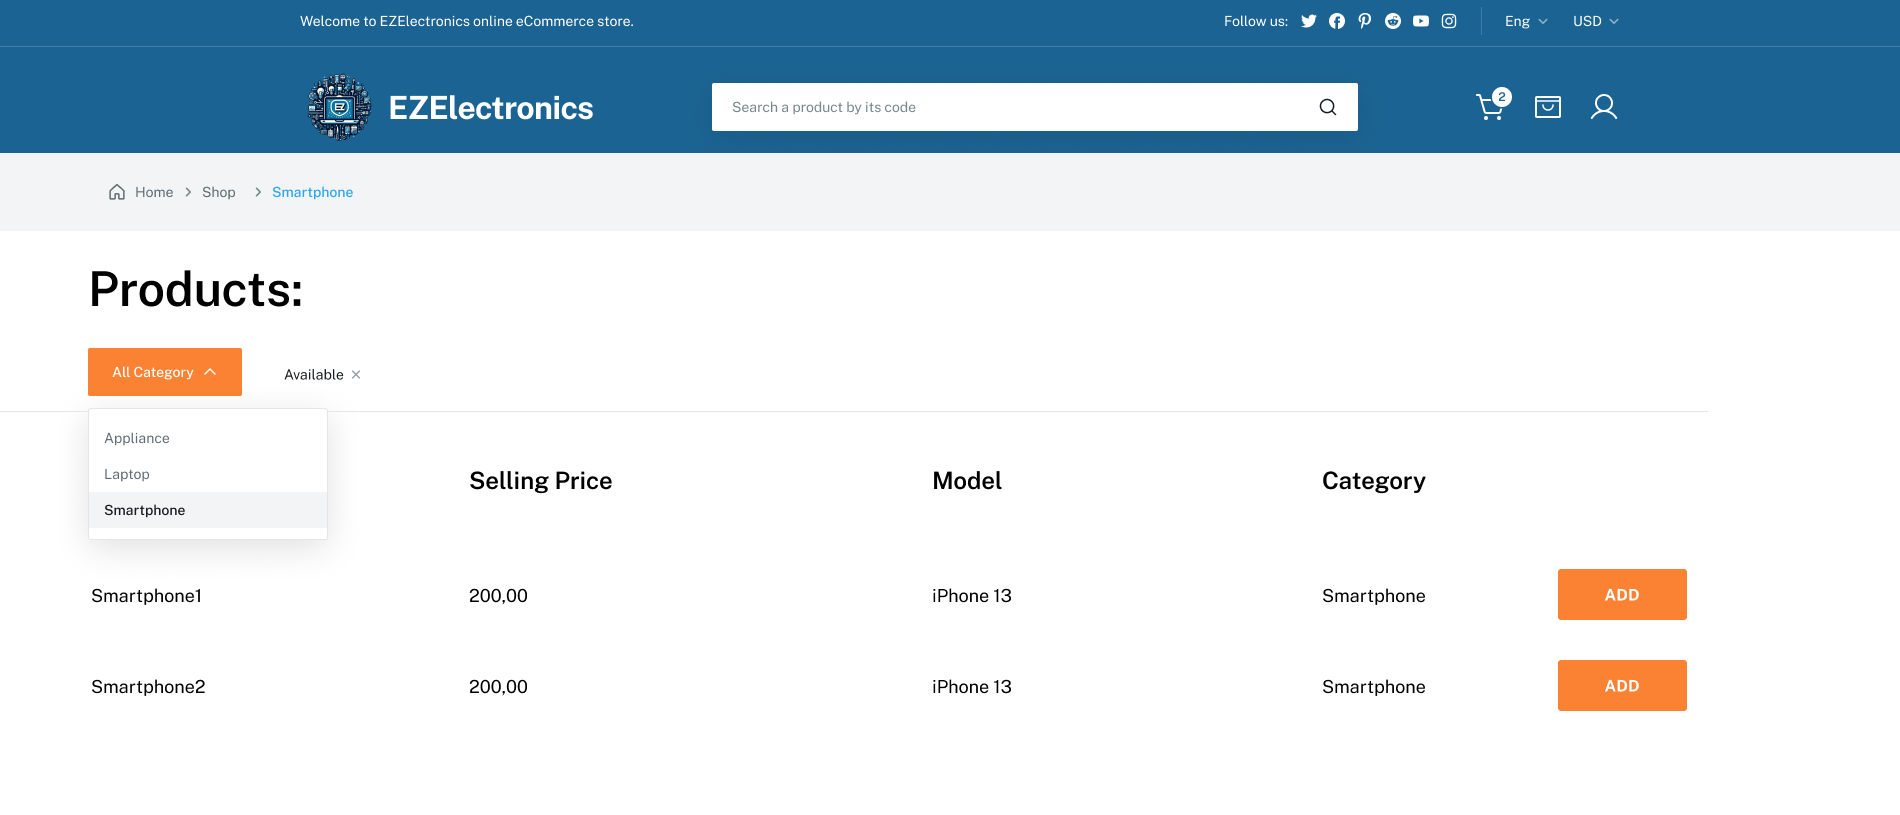 Welcome to EZElectronics online eCommerce store.
Follow us:
Eng
USD
EZ
EZElectronics
Search a product by its code
2
Home
Shop
Smartphone
Products:
All Category
Available
Appliance
Laptop
Smartphone
Selling Price
Model
Category
Smartphone1
200,00
iPhone 13
Smartphone
ADD
Smartphone2
200,00
iPhone 13
Smartphone
ADD